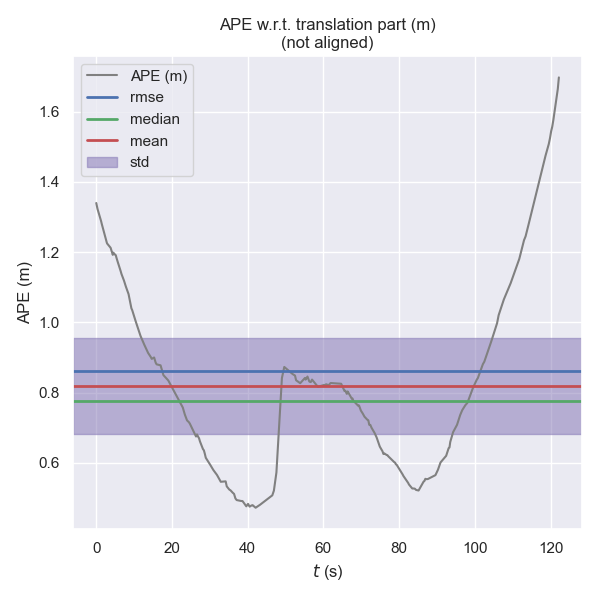 APE w.r.t. translation part (m)
(not aligned)
APE (m)
rmse
median
mean
std
APE (m)
1.6
1.4
1.2
1.0
0.8
0.6
0 20 40 60 80 100 120
t (s)